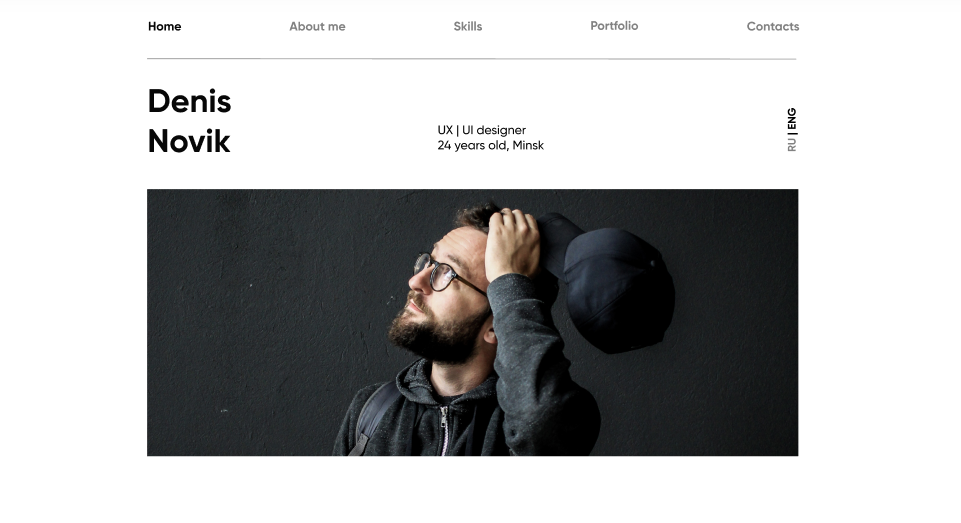 Home
About me
Skills
Portfolio
Contacts
Denis
Novik
UX | UI designer
24 years old, Minsk
RU | ENG